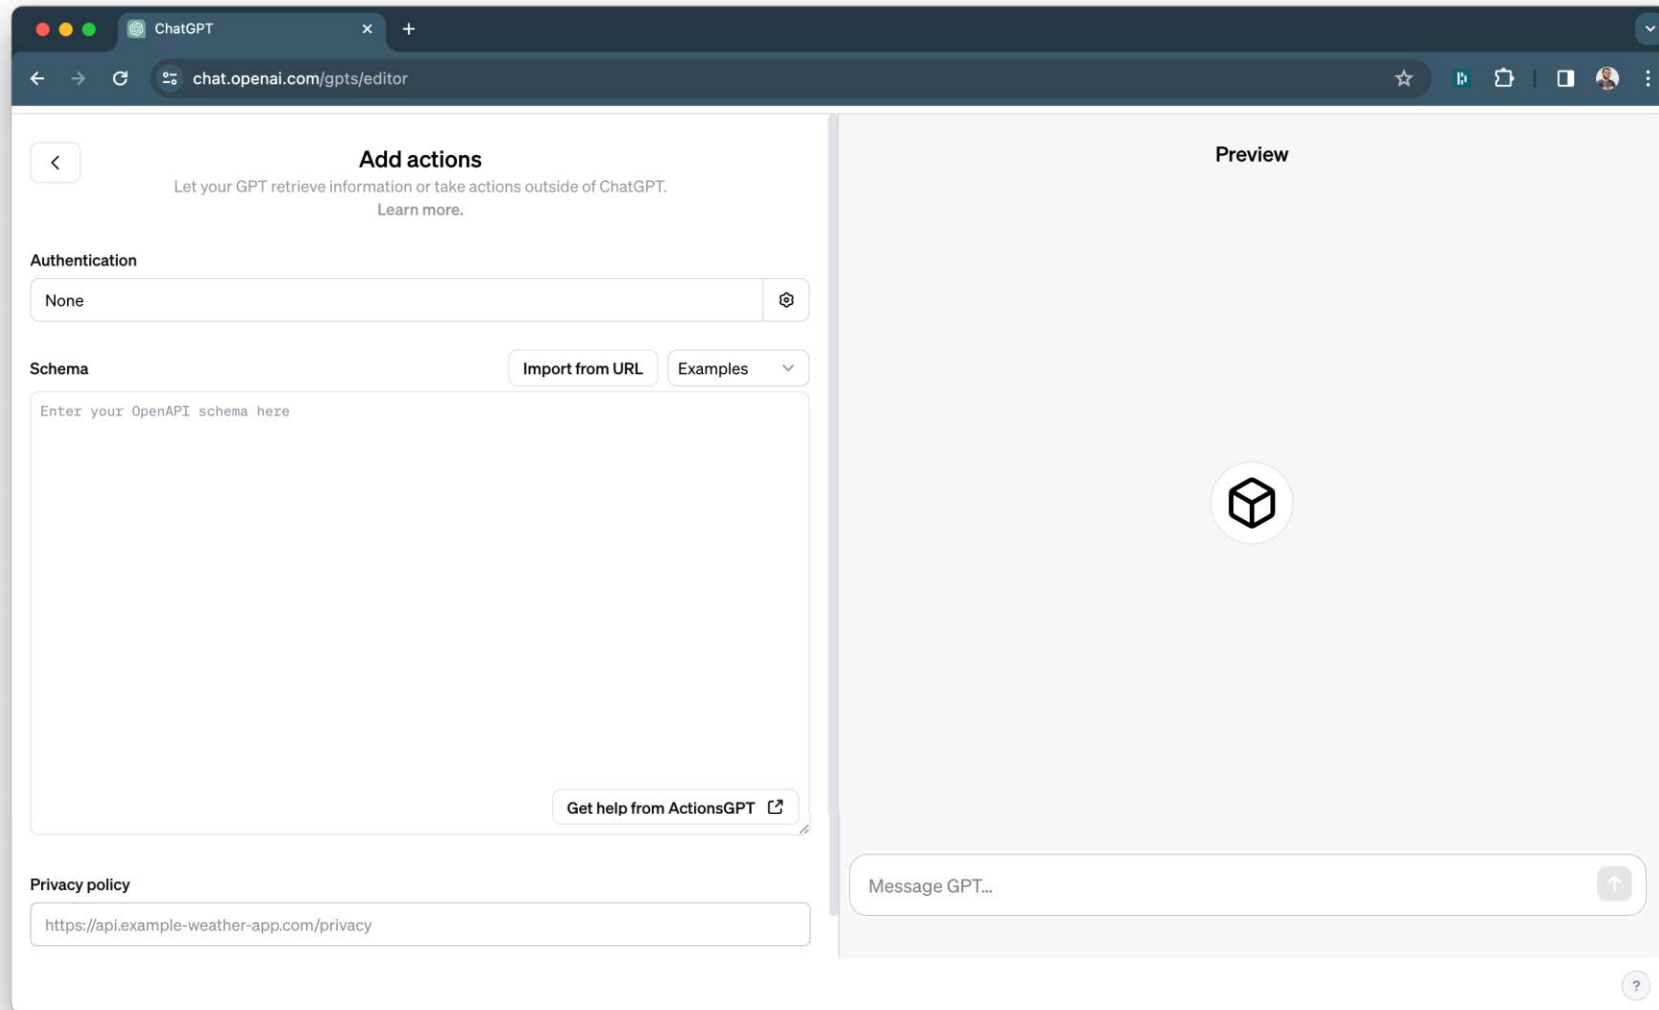 ChatGPT
chat.openai.com/gpts/editor
Add actions
Let your GPT retrieve information or take actions outside of ChatGPT.
Learn more.
Authentication
None
Schema
Import from URL
Examples
Enter your OpenAPI schema here
Get help from ActionsGPT
Privacy policy
https://api.example-weather-app.com/privacy
Preview
Message GPT...
?